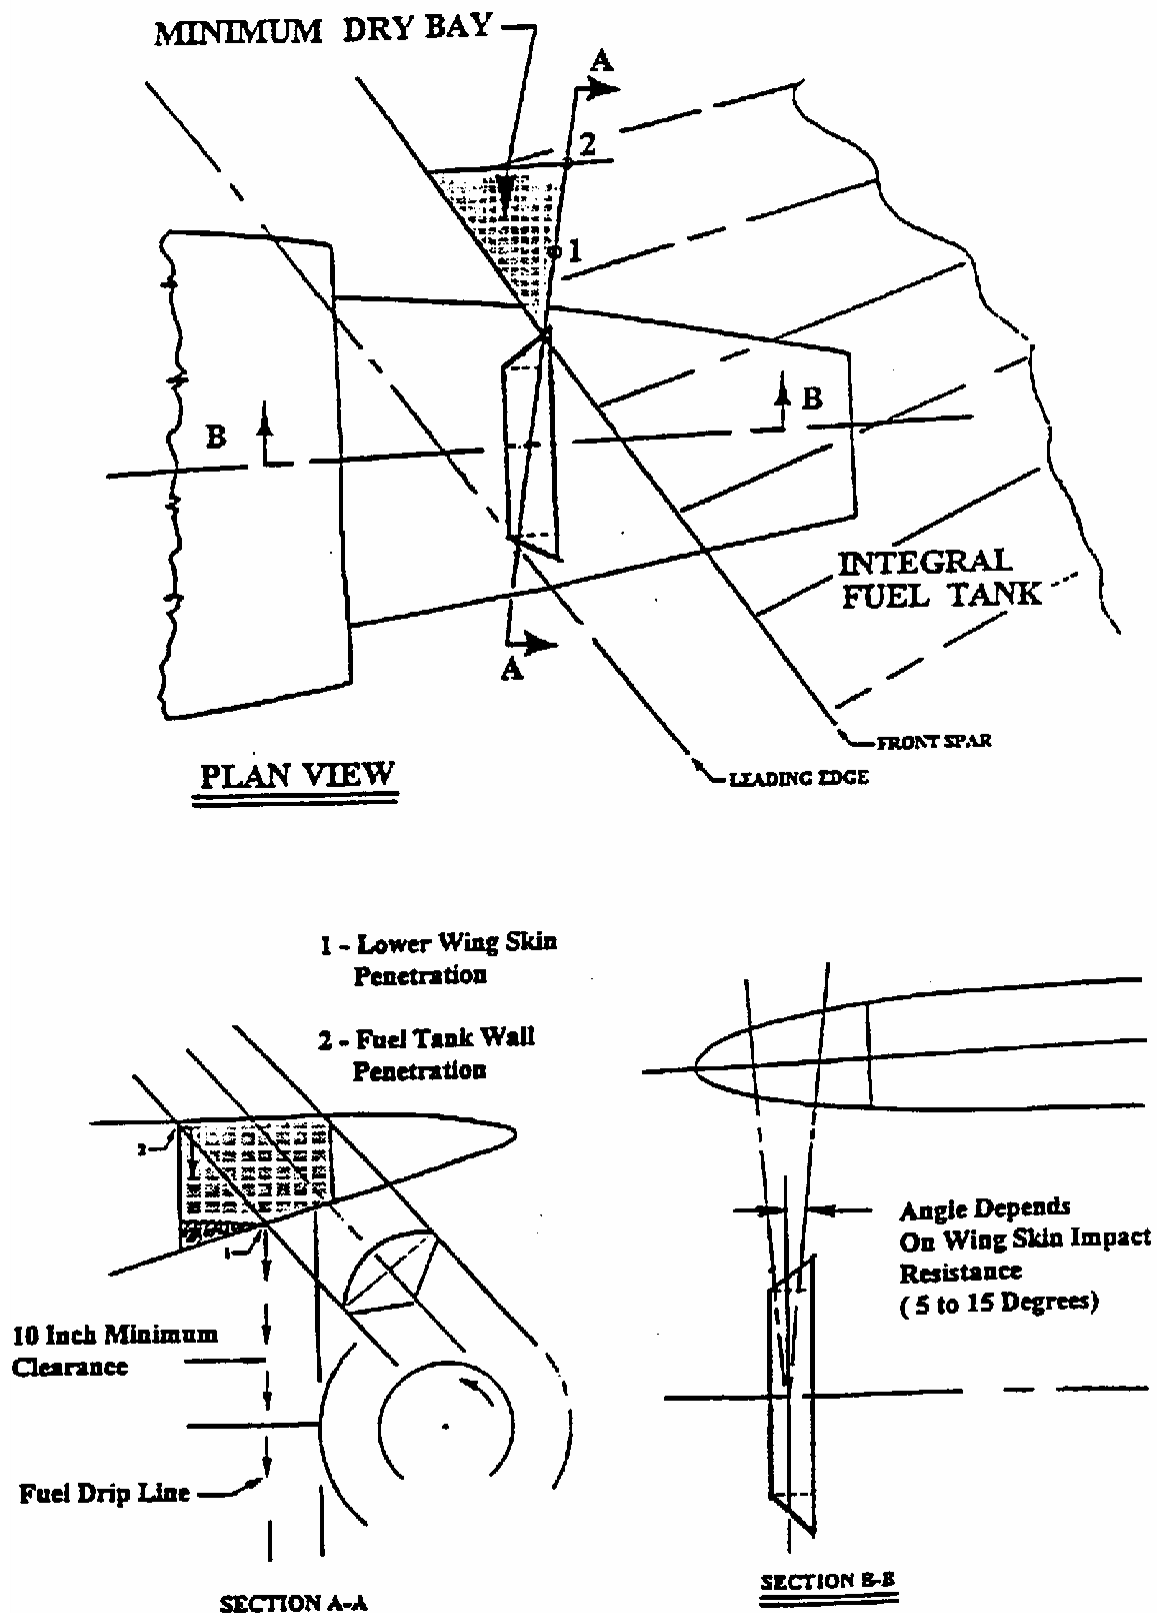 MINIMUM DRY BAY
A
2
1
B
B
INTEGRAL
FUEL TANK
A
FRONT SPAR
LEADING EDGE
PLAN VIEW
1 - Lower Wing Skin
Penetration
2 - Fuel Tank Wall
Penetration
2
1
10 Inch Minimum
Clearance
Fuel Drip Line
SECTION A-A
Angle Depends
On Wing Skin Impact
Resistance
( 5 to 15 Degrees)
SECTION B-B